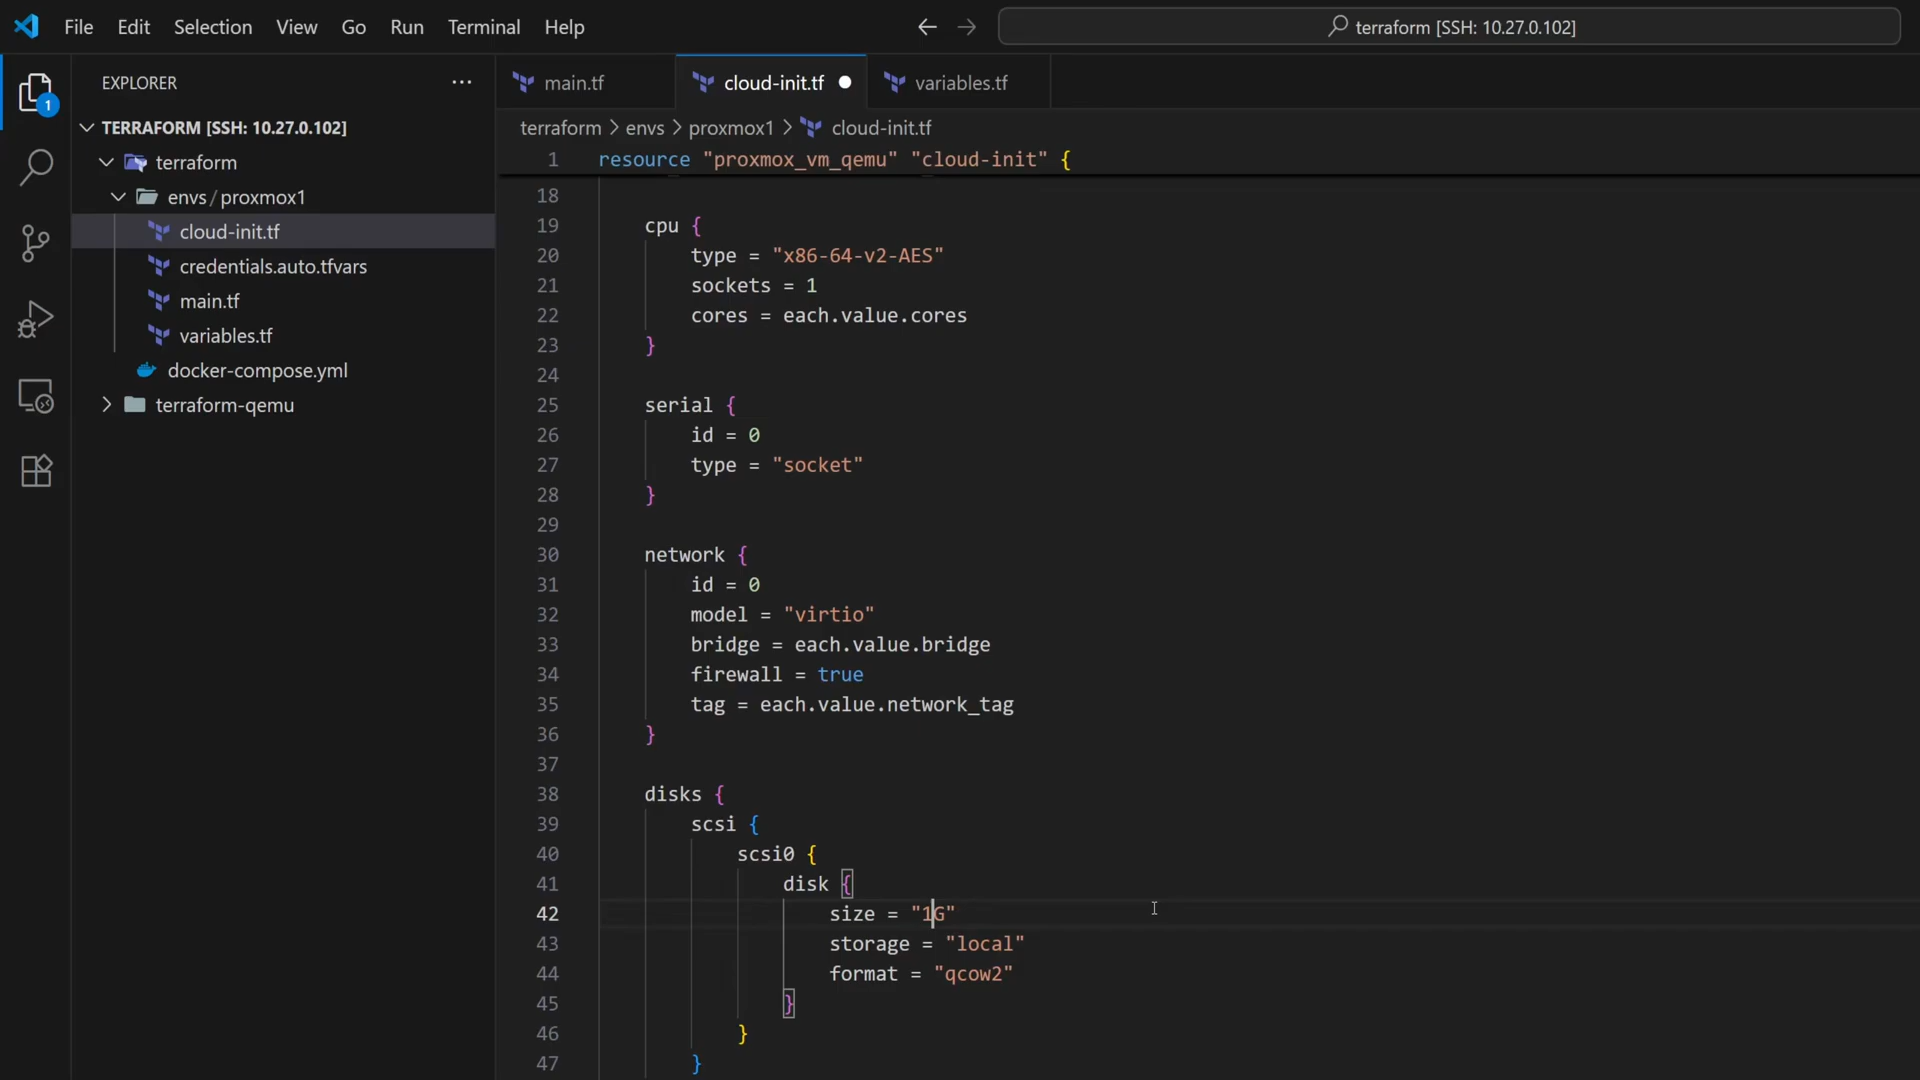 File Edit Selection View Go Run Terminal Help
terraform [SSH: 10.27.0.102]
EXPLORER
main.tf
cloud-init.tf
variables.tf
1
TERRAFORM [SSH: 10.27.0.102]
terraform
envs/proxmox1
cloud-init.tf
credentials.auto.tfvars
main.tf
variables.tf
docker-compose.yml
terraform-qemu
terraform > envs > proxmox1 > cloud-init.tf
1 resource "proxmox_vm_qemu" "cloud-init" {
18
19 cpu {
20 type = "x86-64-v2-AES"
21 sockets = 1
22 cores = each.value.cores
23 }
24
25 serial {
26 id = 0
27 type = "socket"
28 }
29
30 network {
31 id = 0
32 model = "virtio"
33 bridge = each.value.bridge
34 firewall = true
35 tag = each.value.network_tag
36 }
37
38 disks {
39 scsi {
40 scsi0 {
41 disk {
42 size = "1G"
43 storage = "local"
44 format = "qcow2"
45 }
46 }
47 }